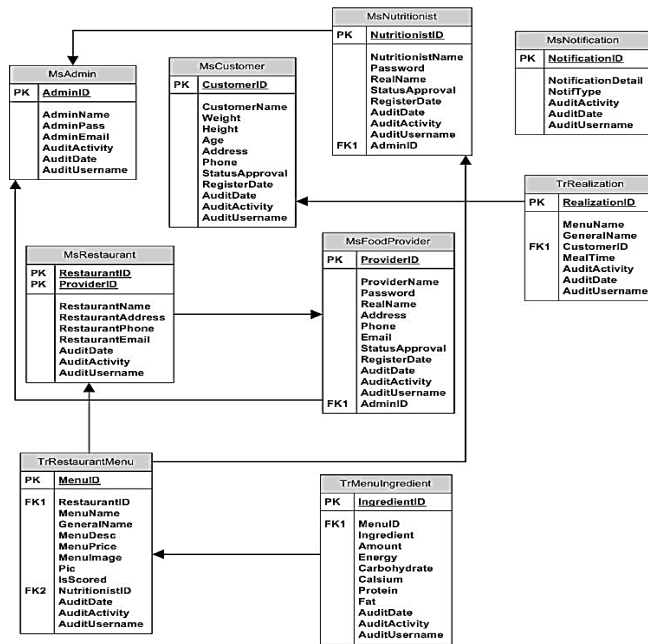 MsNutritionist
PK NutritionistID
NutritionistName
Password
RealName
StatusApproval
RegisterDate
AuditDate
AuditActivity
AuditUsername
FK1 AdminID
MsNotification
PK NotificationID
NotificationDetail
NotifType
AuditActivity
AuditDate
AuditUsername
MsCustomer
PK CustomerID
CustomerName
Weight
Height
Age
Address
Phone
StatusApproval
RegisterDate
AuditDate
AuditActivity
AuditUsername
MsAdmin
PK AdminID
AdminName
AdminPass
AdminEmail
AuditActivity
AuditDate
AuditUsername
TrRealization
PK RealizationID
MenuName
GeneralName
FK1 CustomerID
MealTime
AuditActivity
AuditDate
AuditUsername
MsRestaurant
PK RestaurantID
PK ProviderID
RestaurantName
RestaurantAddress
RestaurantPhone
RestaurantEmail
AuditDate
AuditActivity
AuditUsername
MsFoodProvider
PK ProviderID
ProviderName
Password
RealName
Address
Phone
Email
StatusApproval
RegisterDate
AuditDate
AuditActivity
AuditUsername
FK1 AdminID
TrRestaurantMenu
PK MenuID
FK1 RestaurantID
MenuName
GeneralName
MenuDesc
MenuPrice
MenuImage
Pic
IsScored
FK2 NutritionistID
AuditDate
AuditActivity
AuditUsername
TrMenuIngredient
PK IngredientID
FK1 MenuID
Ingredient
Amount
Energy
Carbohydrate
Calsium
Protein
Fat
AuditDate
AuditActivity
AuditUsername